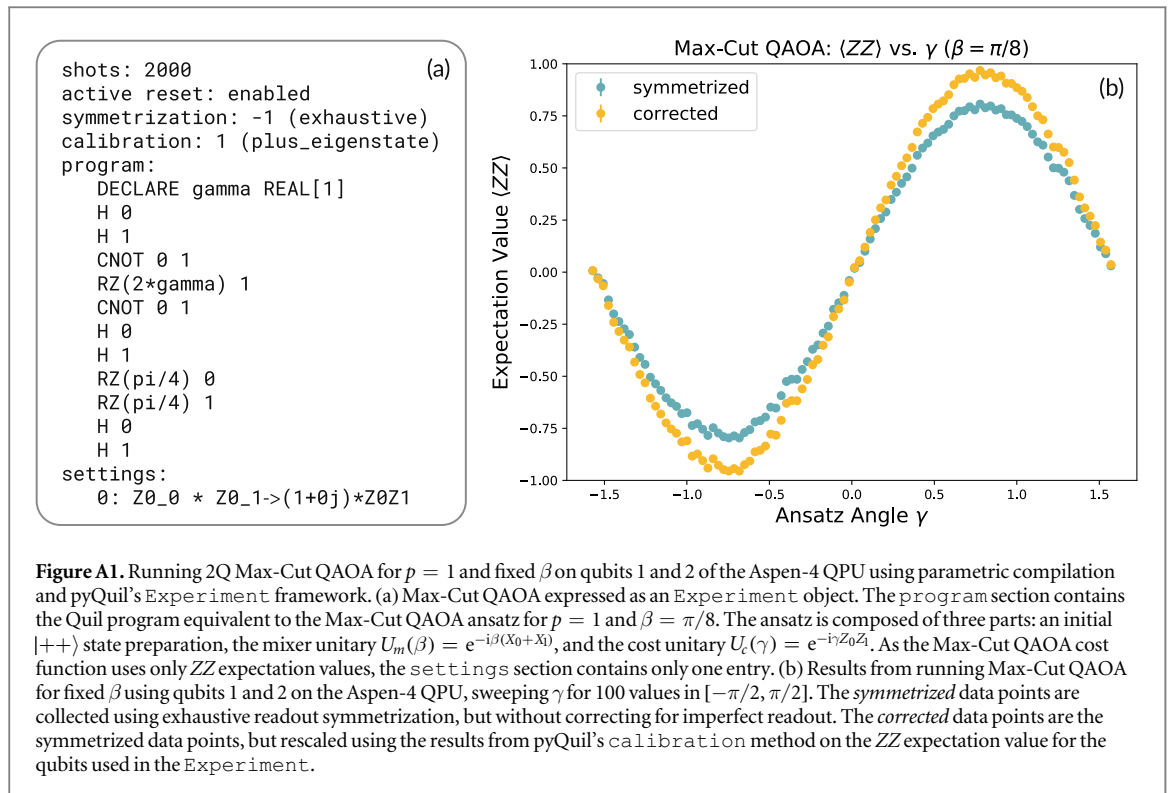 shots: 2000
active reset: enabled
symmetrization: -1 (exhaustive)
calibration: 1 (plus_eigenstate)
program:
DECLARE gamma REAL[1]
H 0
H 1
CNOT 0 1
RZ(2*gamma) 1
CNOT 0 1
H 0
H 1
RZ(pi/4) 0
RZ(pi/4) 1
H 0
H 1
settings:
0: Z0_0 * Z0_1->(1+0j)*Z0Z1
(a)
Max-Cut QAOA: ⟨ZZ⟩ vs. γ (β = π/8)
(b)
symmetrized
corrected
Expectation Value ⟨ZZ⟩
1.00
0.75
0.50
0.25
0.00
−0.25
−0.50
−0.75
−1.00
−1.5 −1.0 −0.5 0.0 0.5 1.0 1.5
Ansatz Angle γ
Figure A1. Running 2Q Max-Cut QAOA for p = 1 and fixed β on qubits 1 and 2 of the Aspen-4 QPU using parametric compilation
and pyQuil's Experiment framework. (a) Max-Cut QAOA expressed as an Experiment object. The program section contains
the Quil program equivalent to the Max-Cut QAOA ansatz for p = 1 and β = π/8. The ansatz is composed of three parts: an initial
|++⟩ state preparation, the mixer unitary U_m(β) = e^{−iβ(X_0+X_1)}, and the cost unitary U_c(γ) = e^{−iγZ_0Z_1}. As the Max-Cut QAOA cost
function uses only ZZ expectation values, the settings section contains only one entry. (b) Results from running Max-Cut QAOA
for fixed β using qubits 1 and 2 on the Aspen-4 QPU, sweeping γ for 100 values in [−π/2, π/2]. The symmetrized data points are
collected using exhaustive readout symmetrization, but without correcting for imperfect readout. The corrected data points are the
symmetrized data points, but rescaled using the results from pyQuil's calibration method on the ZZ expectation value for the
qubits used in the Experiment.